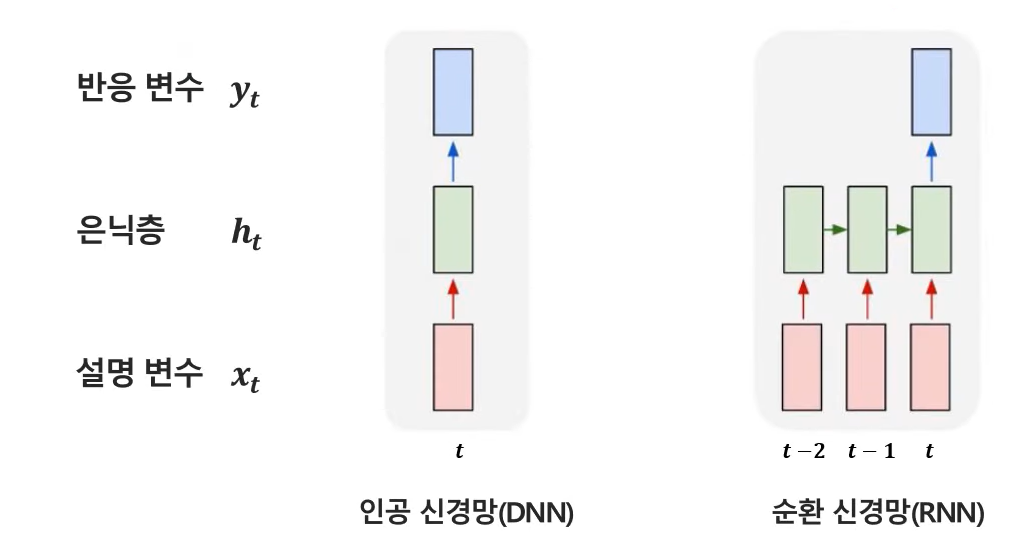 반응 변수 yₜ
은닉층 hₜ
설명 변수 xₜ
t
t − 2 t − 1 t
인공 신경망(DNN)
순환 신경망(RNN)